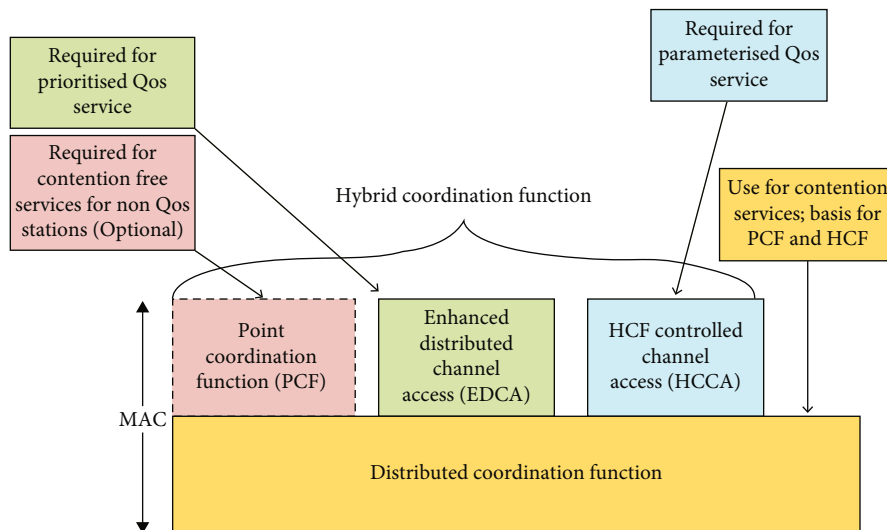 Required for
prioritised Qos
service
Required for
parameterised Qos
service
Required for
contention free
services for non Qos
stations (Optional)
Hybrid coordination function
Use for contention
services; basis for
PCF and HCF
Point
coordination
function (PCF)
Enhanced
distributed
channel
access (EDCA)
HCF controlled
channel
access (HCCA)
MAC
Distributed coordination function